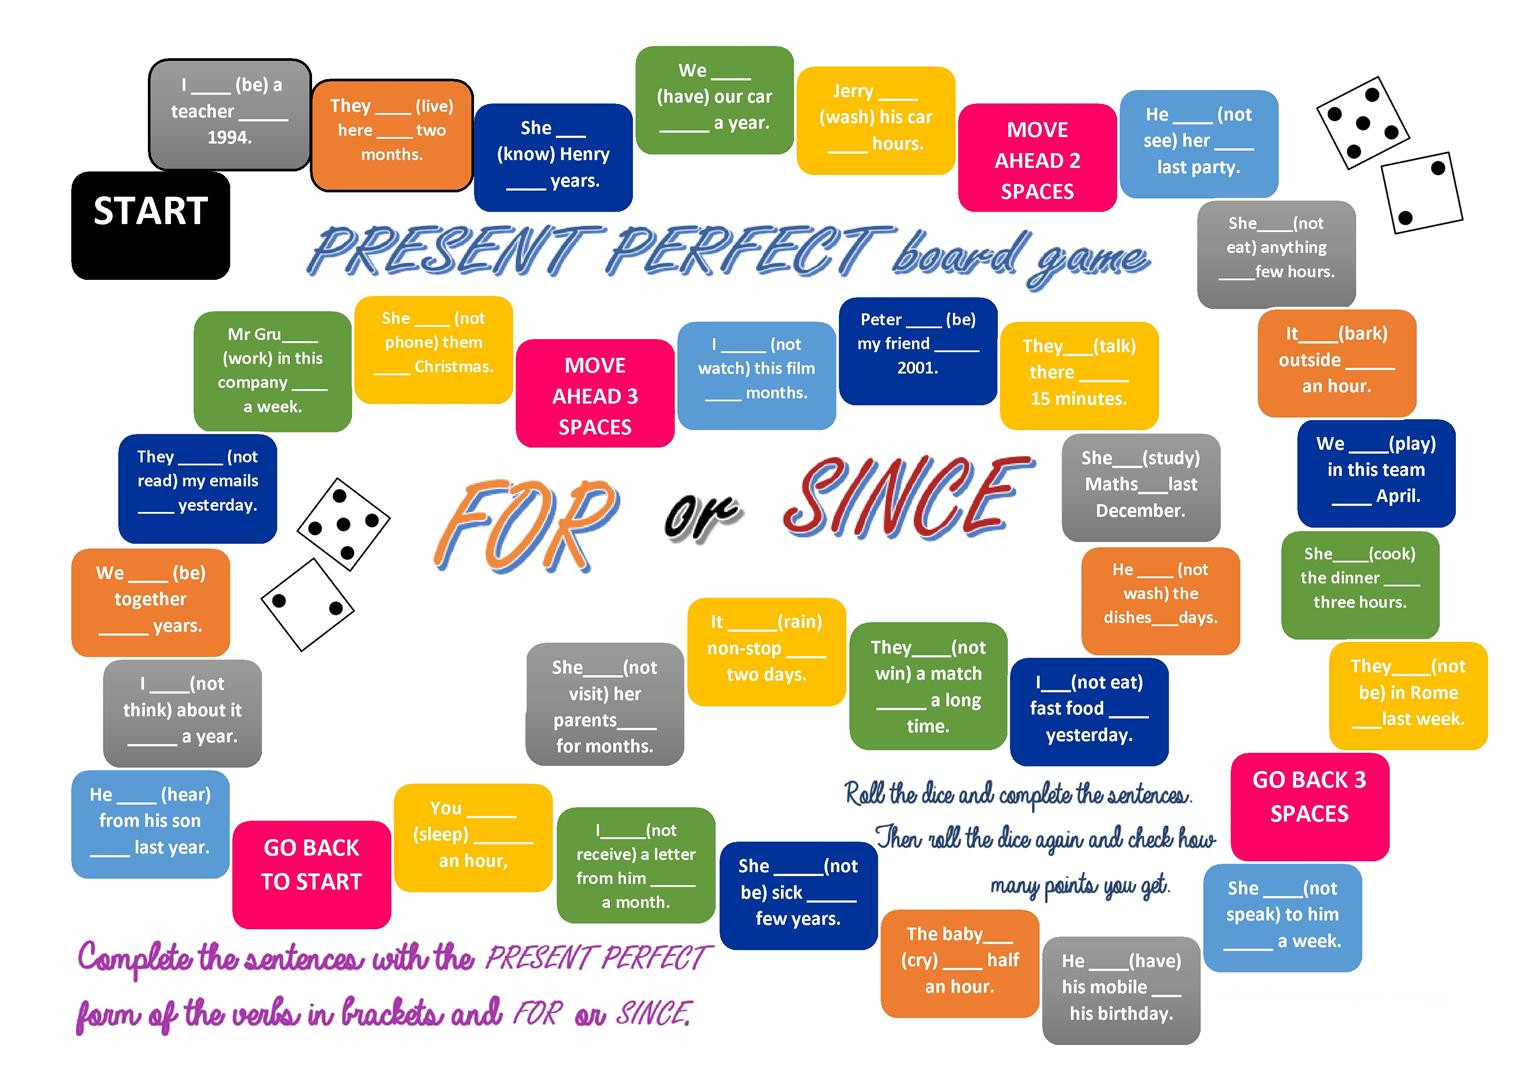 START
I ____ (be) a
teacher _____
1994.
They ____ (live)
here ____ two
months.
She ___
(know) Henry
____ years.
We ____
(have) our car
_____ a year.
Jerry ____
(wash) his car
____ hours.
MOVE
AHEAD 2
SPACES
He ____ (not
see) her ____
last party.
She____(not
eat) anything
____few hours.
It____(bark)
outside _____
an hour.
We ____(play)
in this team
____ April.
She____(cook)
the dinner ____
three hours.
They____(not
be) in Rome
___last week.
GO BACK 3
SPACES
She ____(not
speak) to him
_____ a week.
He ____(have)
his mobile ___
his birthday.
The baby___
(cry) ____ half
an hour.
She _____(not
be) sick _____
few years.
I_____(not
receive) a letter
from him _____
a month.
You _____
(sleep) ______
an hour,
GO BACK
TO START
He ____ (hear)
from his son
____ last year.
I ____(not
think) about it
_____ a year.
We ____ (be)
together
_____ years.
They _____ (not
read) my emails
____ yesterday.
Mr Gru____
(work) in this
company ____
a week.
She ____ (not
phone) them
____ Christmas.
MOVE
AHEAD 3
SPACES
I _____ (not
watch) this film
____ months.
Peter ____ (be)
my friend _____
2001.
They___(talk)
there _____
15 minutes.
She___(study)
Maths___last
December.
He ____ (not
wash) the
dishes___days.
I___(not eat)
fast food ____
yesterday.
They____(not
win) a match
_____ a long
time.
It _____(rain)
non-stop ____
two days.
She____(not
visit) her
parents____
for months.
PRESENT PERFECT board game
FOR or SINCE
Roll the dice and complete the sentences.
Then roll the dice again and check how
many points you get.
Complete the sentences with the PRESENT PERFECT
form of the verbs in brackets and FOR or SINCE.